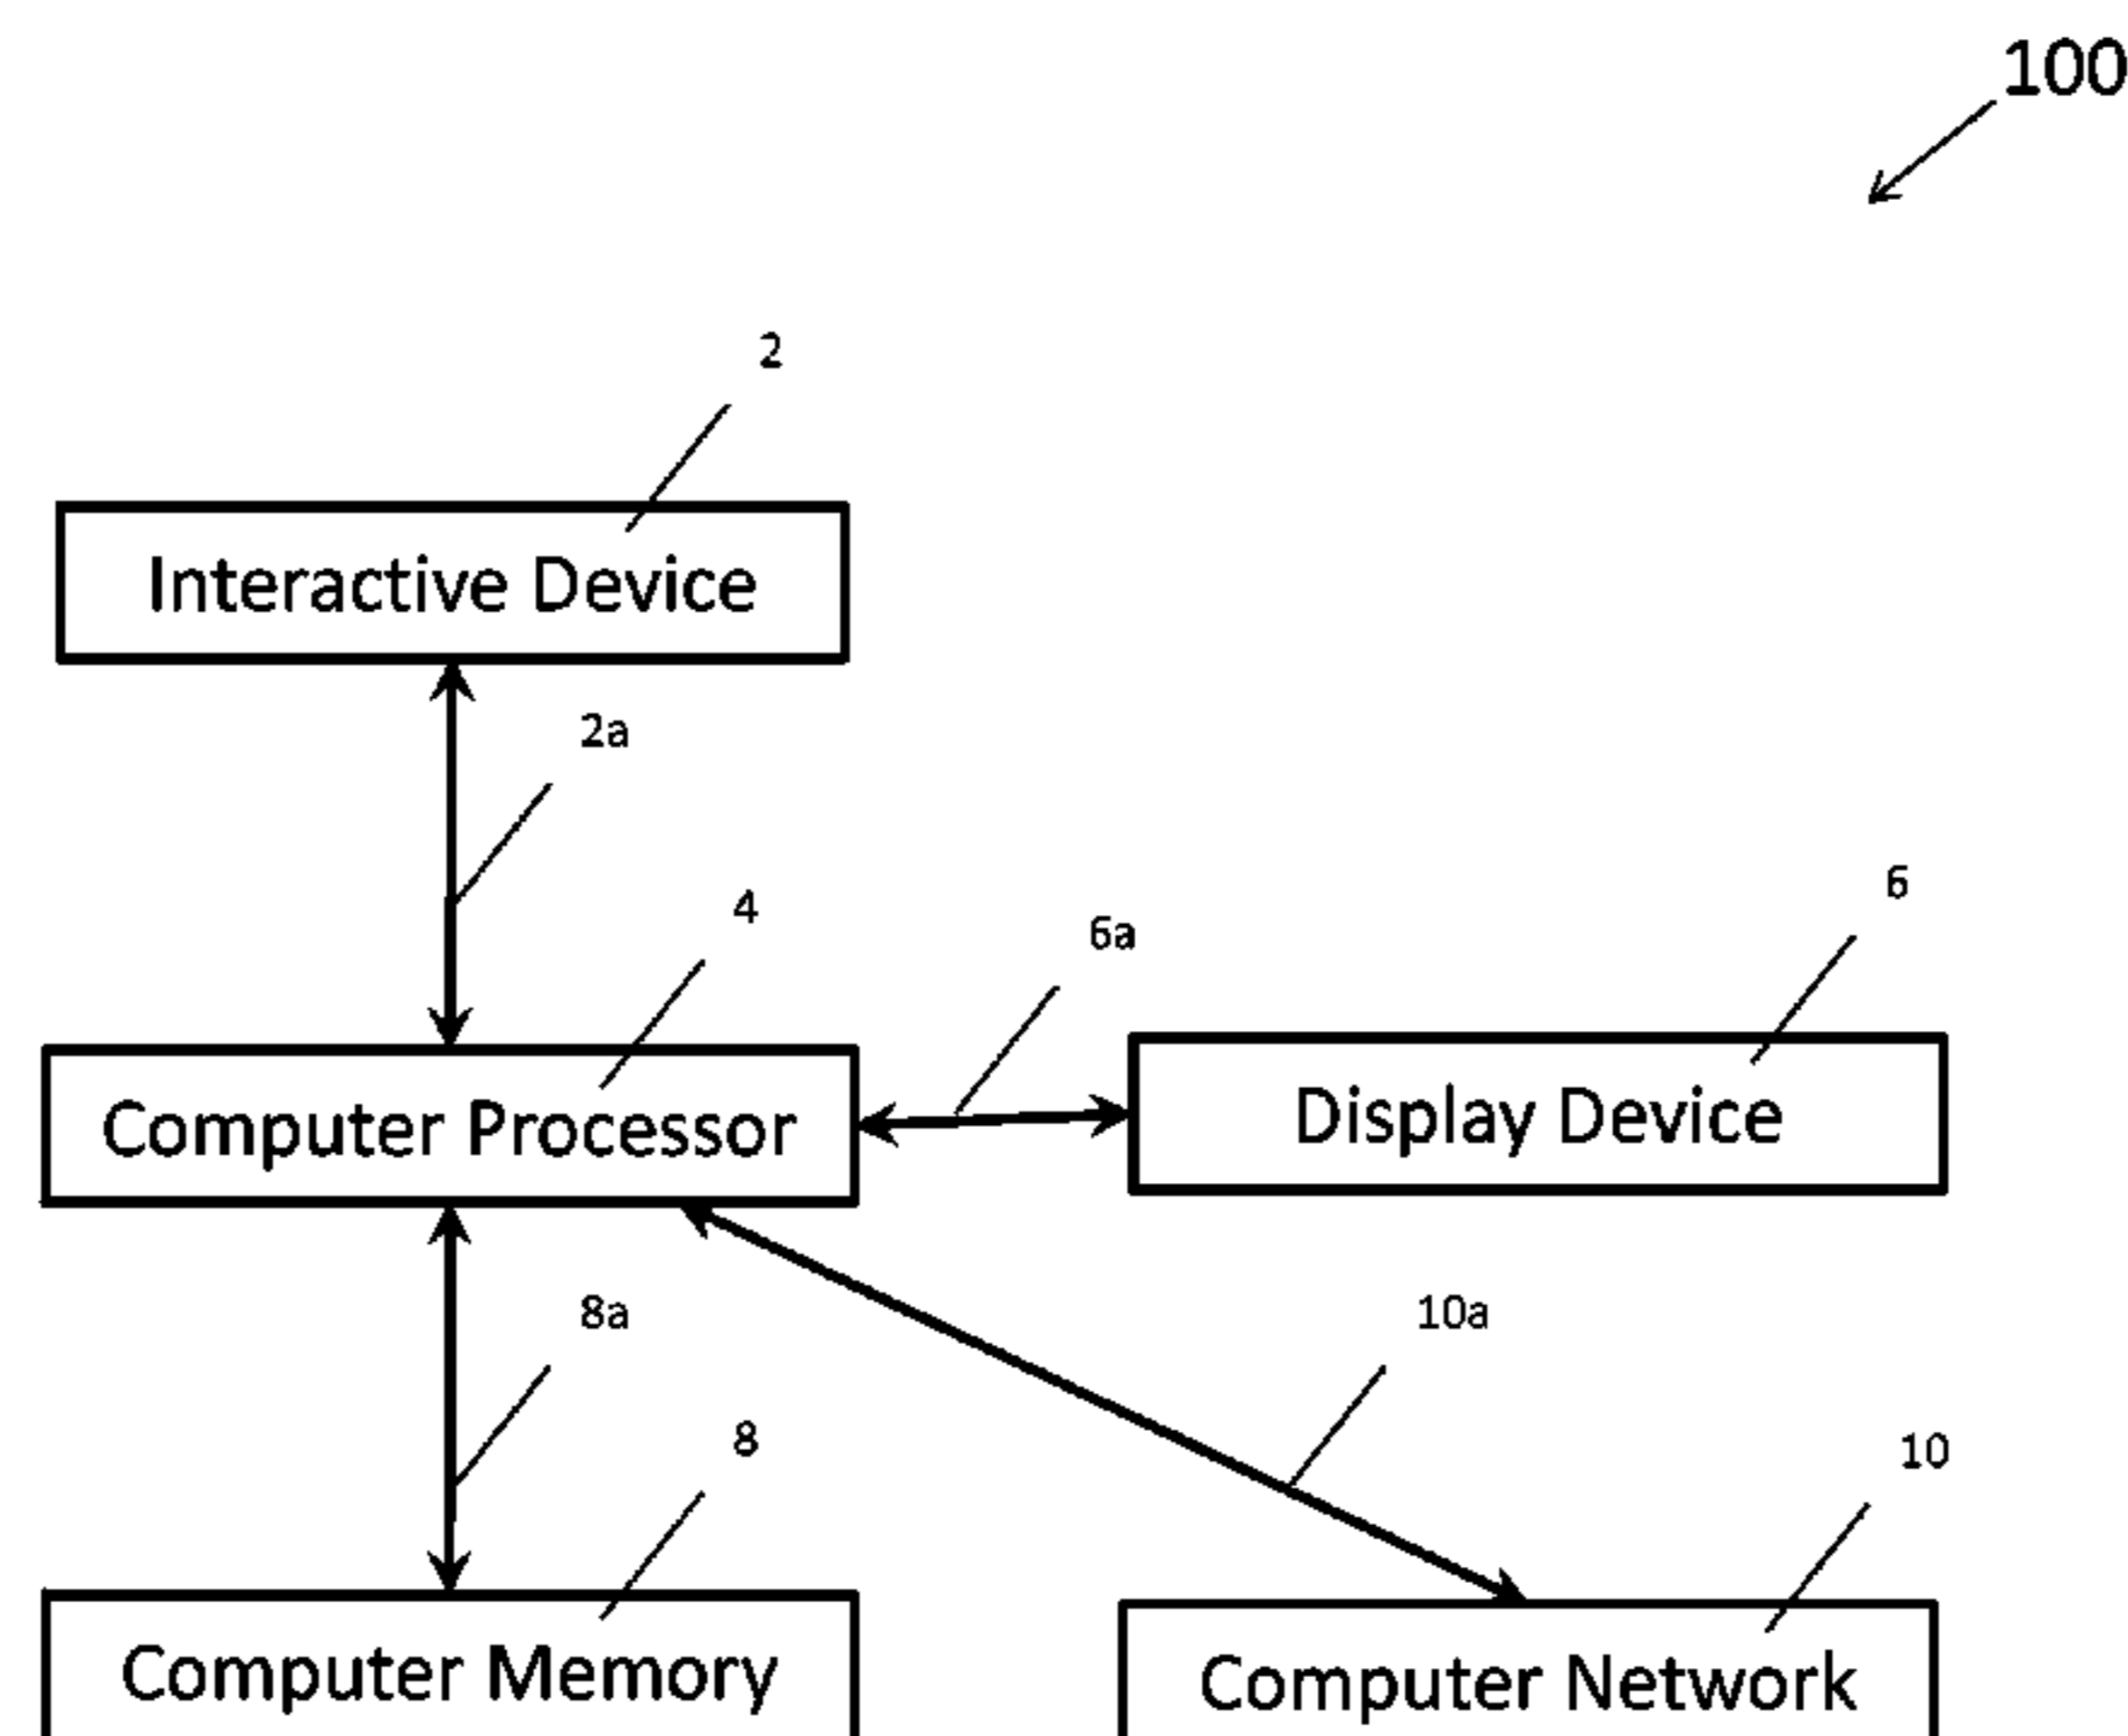 100
2
Interactive Device
2a
4
6a
6
Computer Processor
Display Device
8a
10a
8
10
Computer Memory
Computer Network